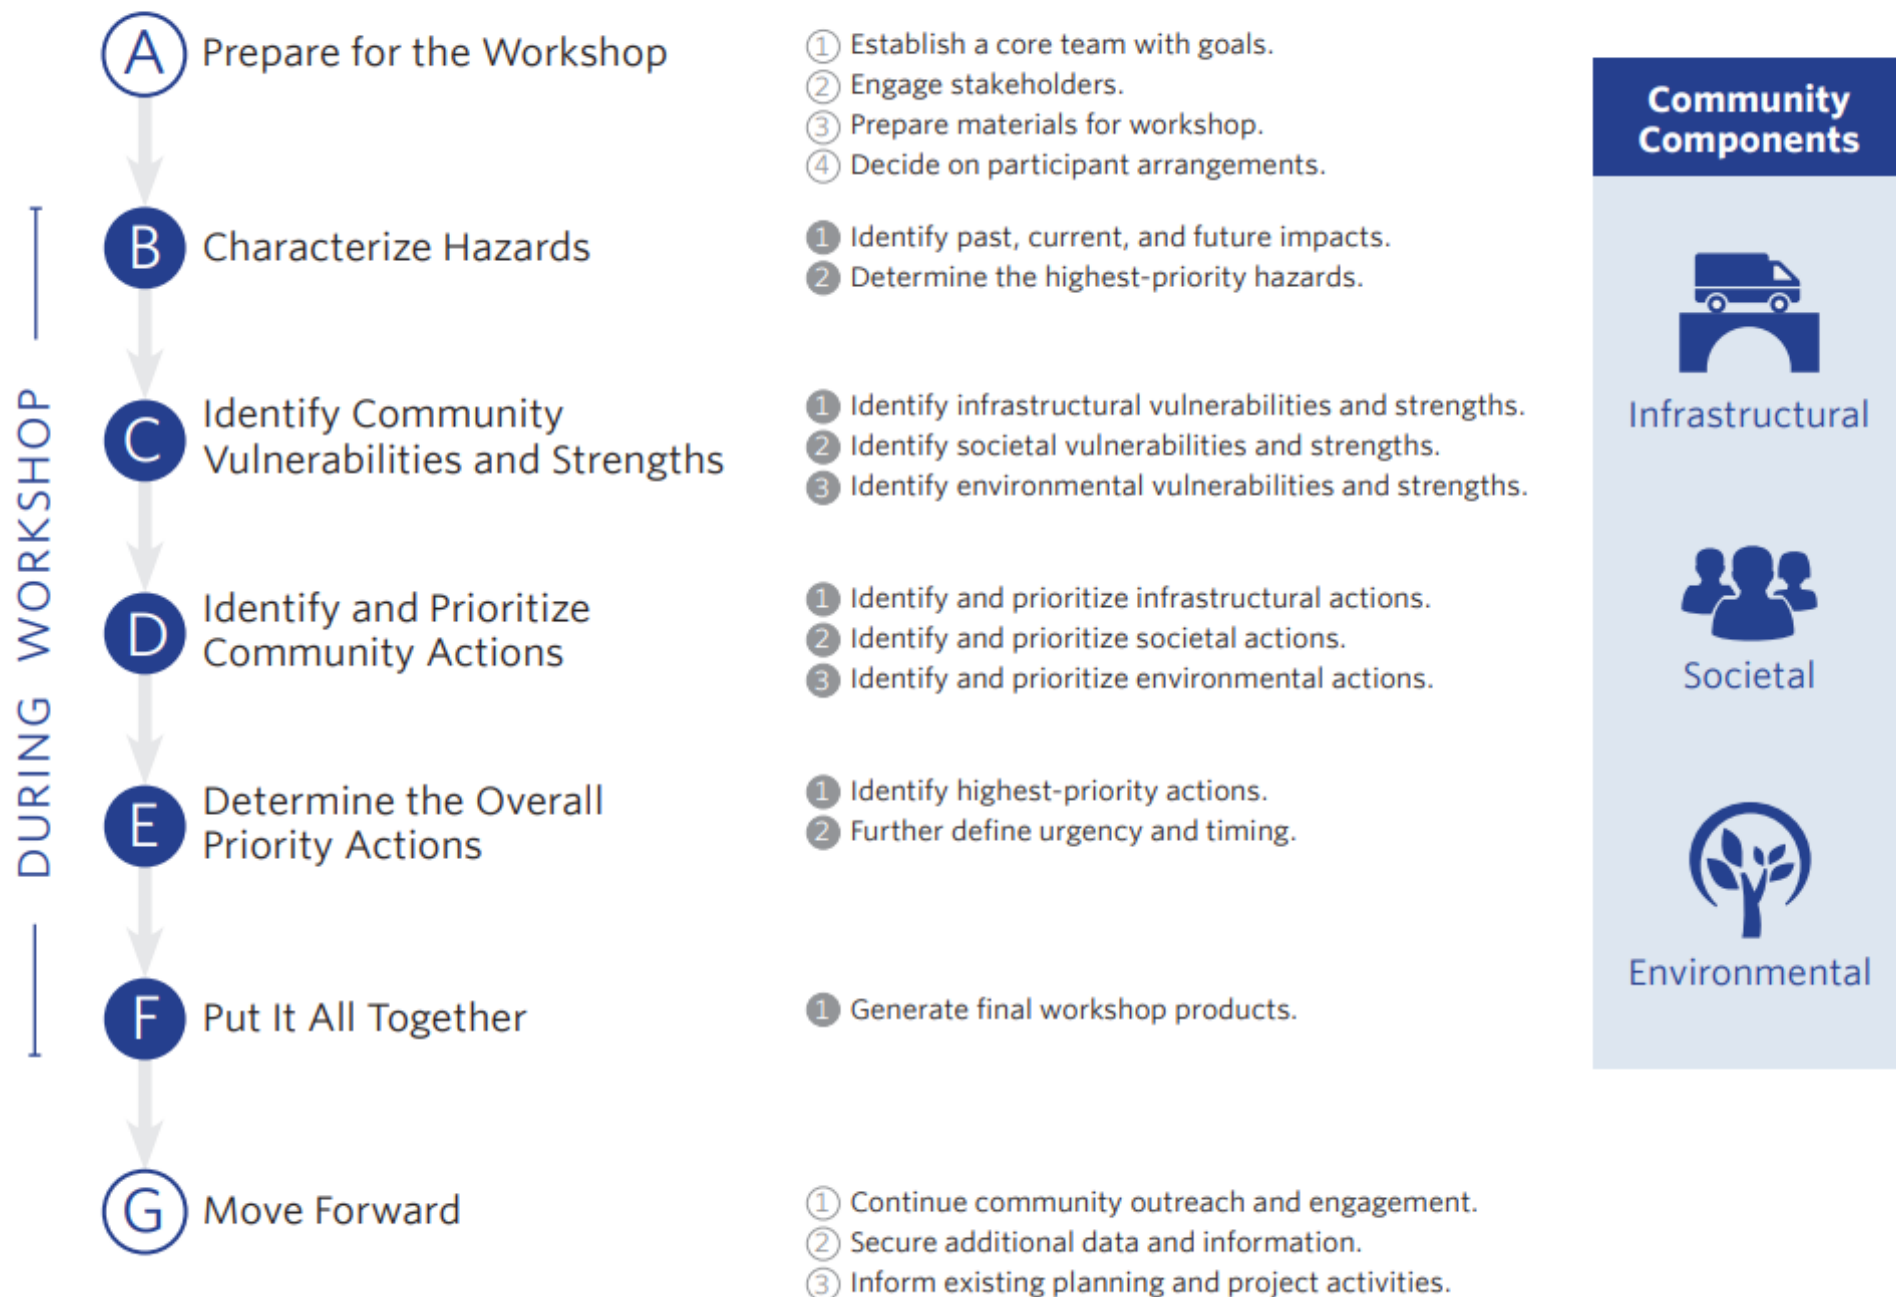 A Prepare for the Workshop
1 Establish a core team with goals.
2 Engage stakeholders.
3 Prepare materials for workshop.
4 Decide on participant arrangements.
DURING WORKSHOP
B Characterize Hazards
1 Identify past, current, and future impacts.
2 Determine the highest-priority hazards.
C Identify Community
Vulnerabilities and Strengths
1 Identify infrastructural vulnerabilities and strengths.
2 Identify societal vulnerabilities and strengths.
3 Identify environmental vulnerabilities and strengths.
D Identify and Prioritize
Community Actions
1 Identify and prioritize infrastructural actions.
2 Identify and prioritize societal actions.
3 Identify and prioritize environmental actions.
E Determine the Overall
Priority Actions
1 Identify highest-priority actions.
2 Further define urgency and timing.
F Put It All Together
1 Generate final workshop products.
G Move Forward
1 Continue community outreach and engagement.
2 Secure additional data and information.
3 Inform existing planning and project activities.
Community
Components
Infrastructural
Societal
Environmental